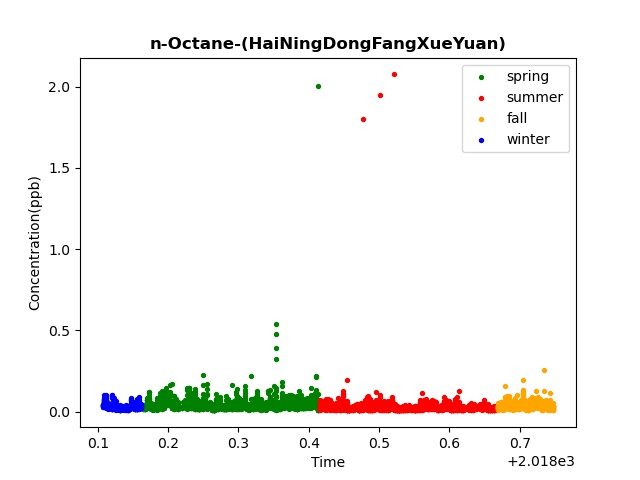 n-Octane-(HaiNingDongFangXueYuan)
spring
summer
fall
winter
Concentration(ppb)
2.0
1.5
1.0
0.5
0.0
0.1 0.2 0.3 0.4 0.5 0.6 0.7
Time
+2.018e3